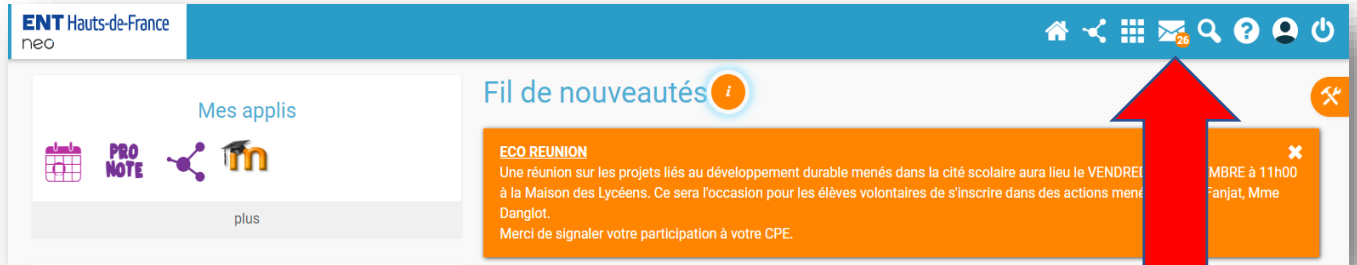 ENT Hauts-de-France
neo
26
Mes applis
PRO
NOTE
plus
Fil de nouveautés i
ECO REUNION
Une réunion sur les projets liés au développement durable menés dans la cité scolaire aura lieu le à 11h00
à la Maison des Lycéens. Ce sera l'occasion pour les élèves volontaires de s'inscrire dans des actions Fanjat, Mme
Danglot.
Merci de signaler votre participation à votre CPE.